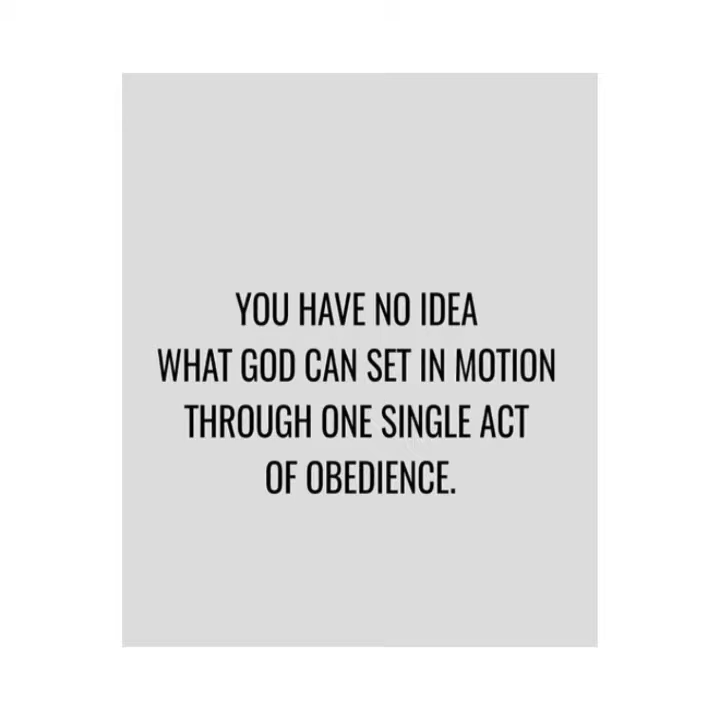 YOU HAVE NO IDEA
WHAT GOD CAN SET IN MOTION
THROUGH ONE SINGLE ACT
OF OBEDIENCE.